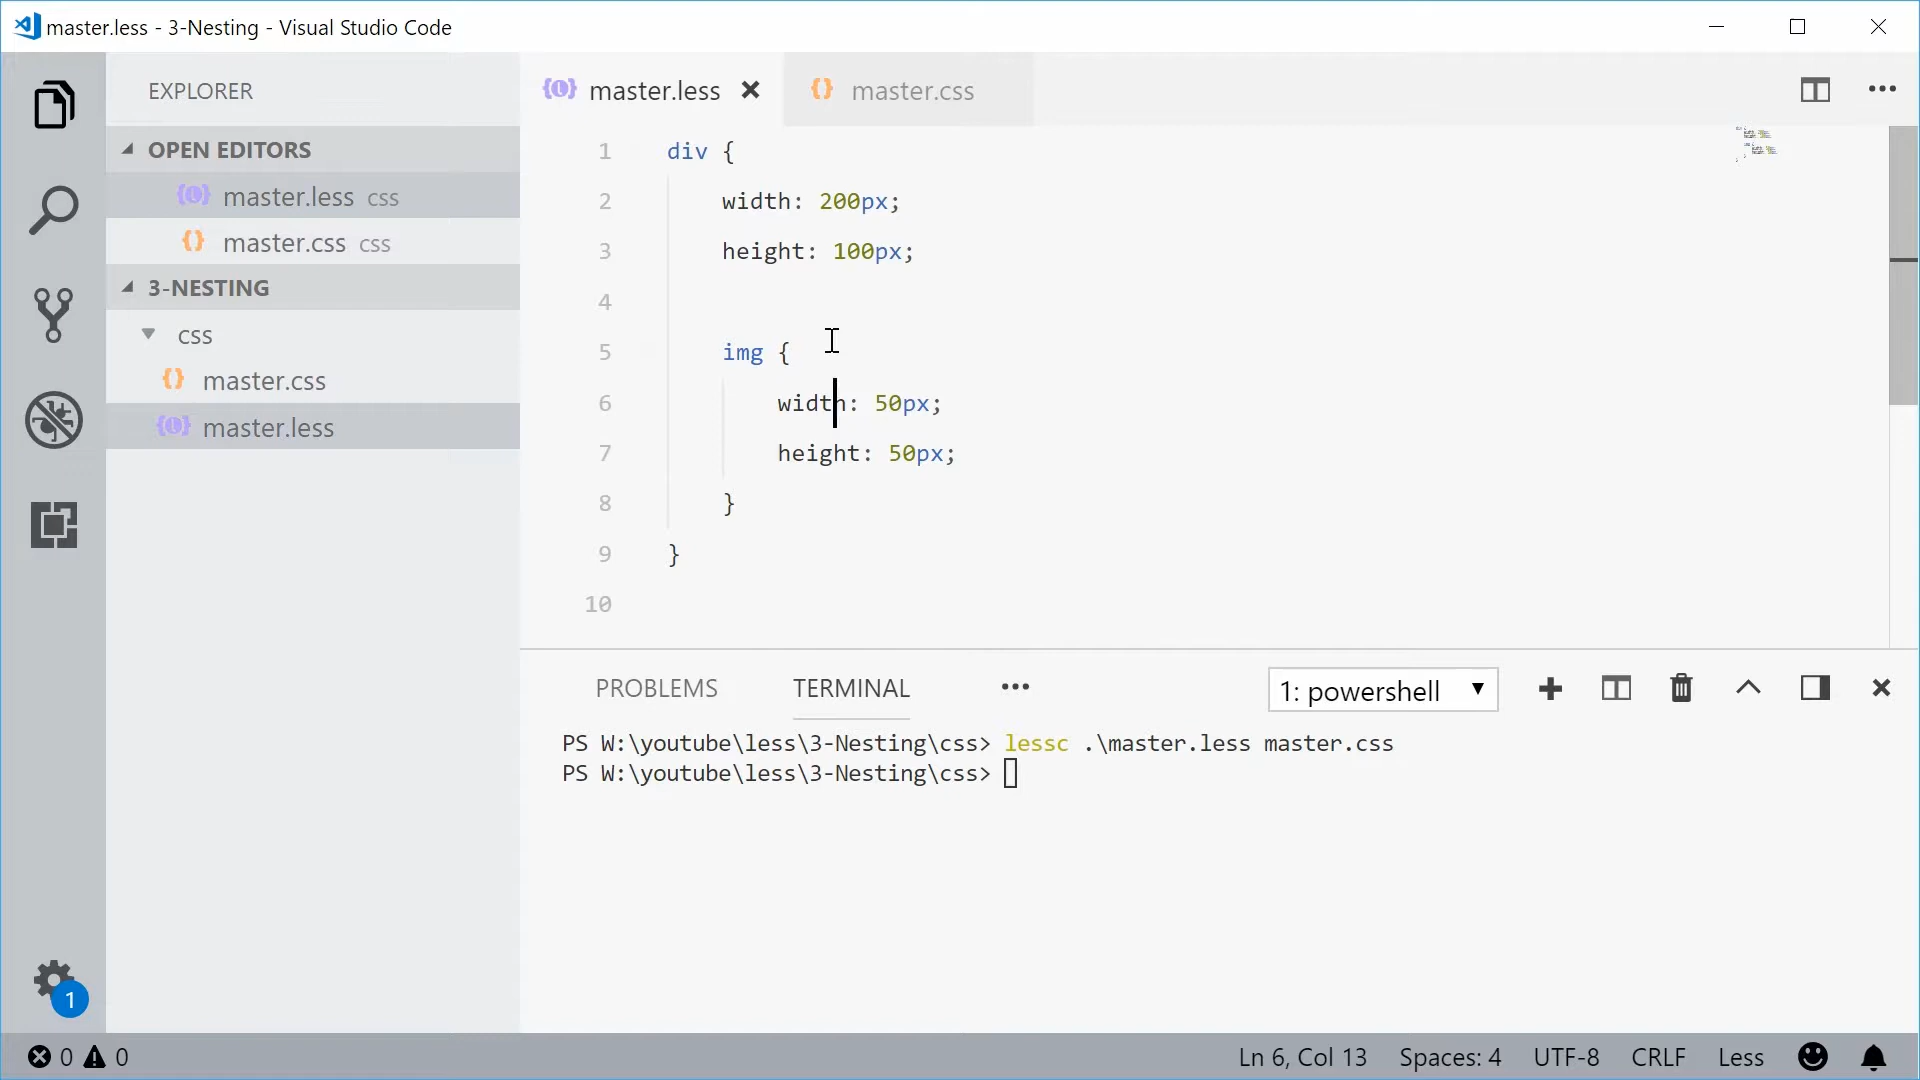 master.less - 3-Nesting - Visual Studio Code
EXPLORER
OPEN EDITORS
master.less css
master.css css
3-NESTING
css
master.css
master.less
master.less
master.css
1 div {
2 width: 200px;
3 height: 100px;
4
5 img {
6 width: 50px;
7 height: 50px;
8 }
9 }
10
PROBLEMS TERMINAL
1: powershell
PS W:\youtube\less\3-Nesting\css> lessc .\master.less master.css
PS W:\youtube\less\3-Nesting\css>
1
0 0
Ln 6, Col 13 Spaces: 4 UTF-8 CRLF Less